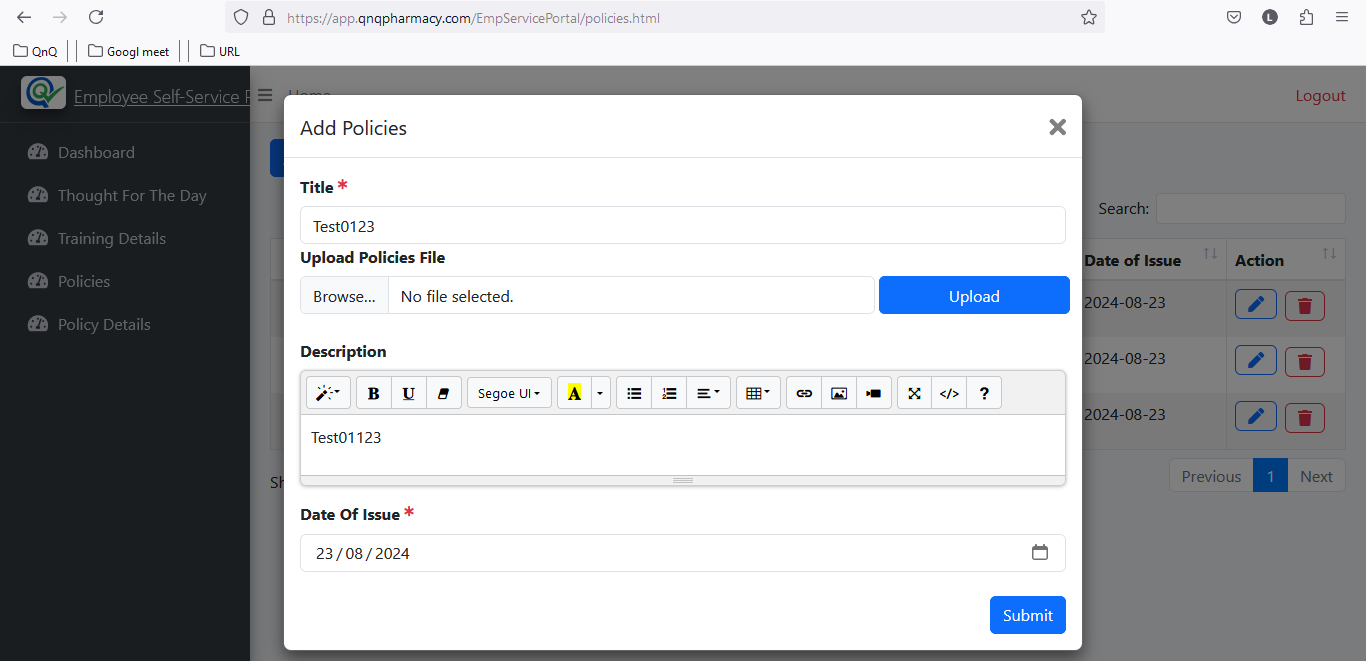 https://app.qnqpharmacy.com/EmpServicePortal/policies.html
L
QnQ
Googl meet
URL
Employee Self-Service
Home
Logout
Add Policies
Dashboard
Thought For The Day
Training Details
Policies
Policy Details
Title *
Test0123
Upload Policies File
Browse... No file selected.
Upload
Description
B U Segoe UI A </> ?
Test01123
Date Of Issue *
23 / 08 / 2024
Submit
Search:
Date of Issue Action
2024-08-23
2024-08-23
2024-08-23
Previous 1 Next